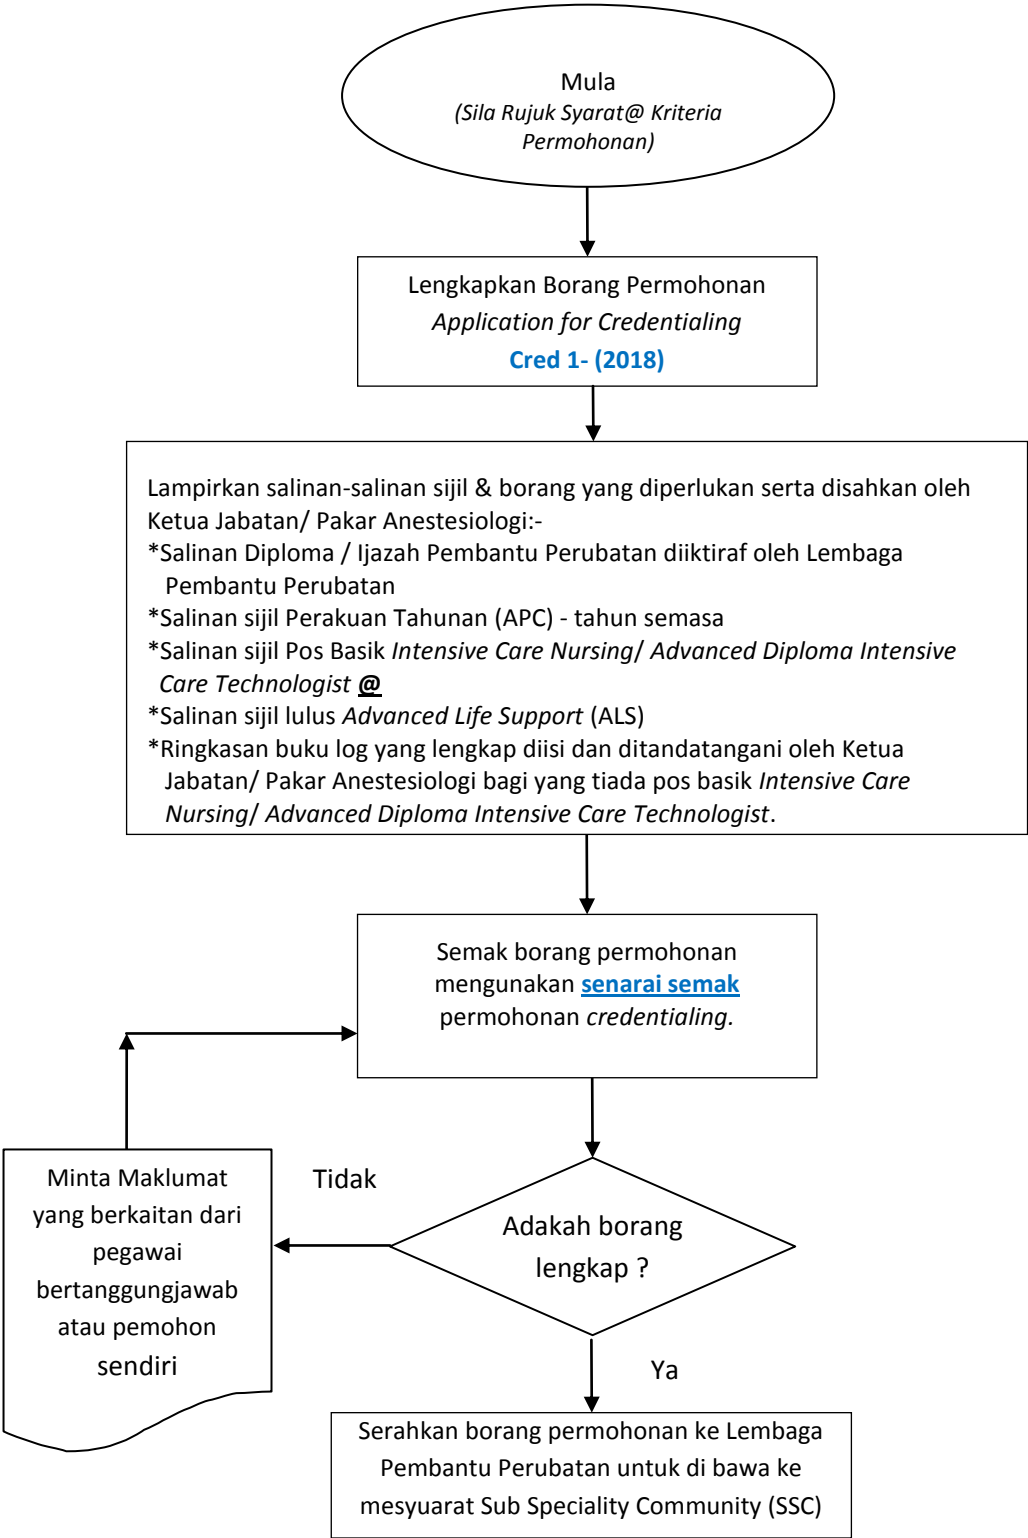 Mula
(Sila Rujuk Syarat@ Kriteria
Permohonan)
Lengkapkan Borang Permohonan
Application for Credentialing
Cred 1- (2018)
Lampirkan salinan-salinan sijil & borang yang diperlukan serta disahkan oleh
Ketua Jabatan/ Pakar Anestesiologi:-
*Salinan Diploma / Ijazah Pembantu Perubatan diiktiraf oleh Lembaga
Pembantu Perubatan
*Salinan sijil Perakuan Tahunan (APC) - tahun semasa
*Salinan sijil Pos Basik Intensive Care Nursing/ Advanced Diploma Intensive
Care Technologist @
*Salinan sijil lulus Advanced Life Support (ALS)
*Ringkasan buku log yang lengkap diisi dan ditandatangani oleh Ketua
Jabatan/ Pakar Anestesiologi bagi yang tiada pos basik Intensive Care
Nursing/ Advanced Diploma Intensive Care Technologist.
Semak borang permohonan
mengunakan senarai semak
permohonan credentialing.
Minta Maklumat
yang berkaitan dari
pegawai
bertanggungjawab
atau pemohon
sendiri
Tidak
Adakah borang
lengkap ?
Ya
Serahkan borang permohonan ke Lembaga
Pembantu Perubatan untuk di bawa ke
mesyuarat Sub Speciality Community (SSC)